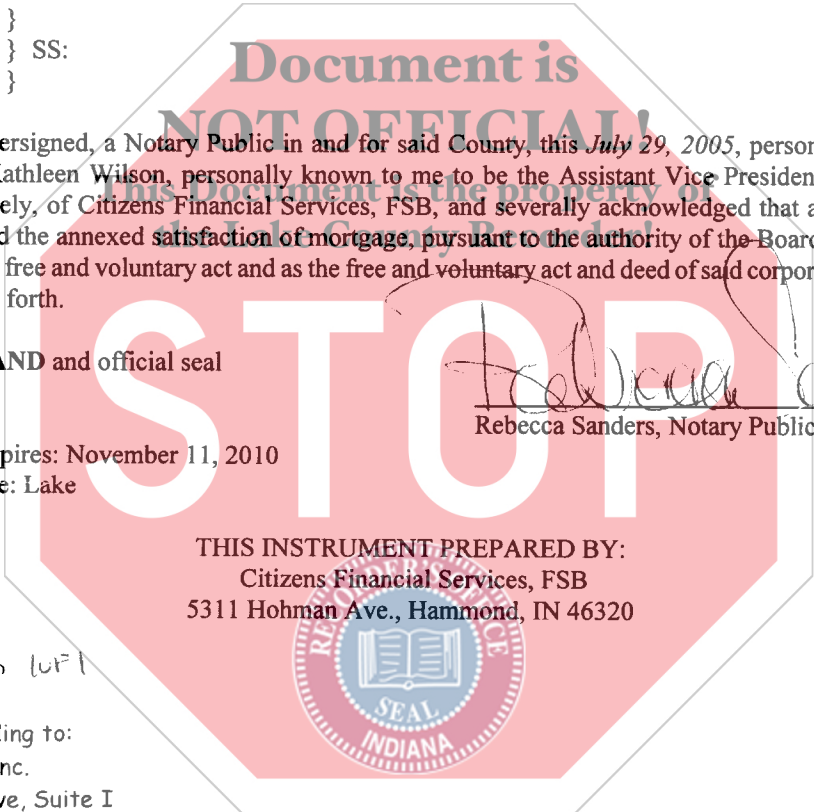 }
} SS:
}
Document is
NOT OFFICIAL!
ersigned, a Notary Public in and for said County, this July 29, 2005, person
Kathleen Wilson, personally known to me to be the Assistant Vice President
ely, of Citizens Financial Services, FSB, and severally acknowledged that a
This Document is the property of
d the annexed satisfaction of mortgage, pursuant to the authority of the Board
the Lake County Recorder!
free and voluntary act and as the free and voluntary act and deed of said corpor
forth.
STOP
AND and official seal
Rebecca Sanders, Notary Public
pires: November 11, 2010
e: Lake
THIS INSTRUMENT PREPARED BY:
Citizens Financial Services, FSB
5311 Hohman Ave., Hammond, IN 46320
RECORDER'S OFFICE
SEAL
INDIANA
ing to:
nc.
ve, Suite I